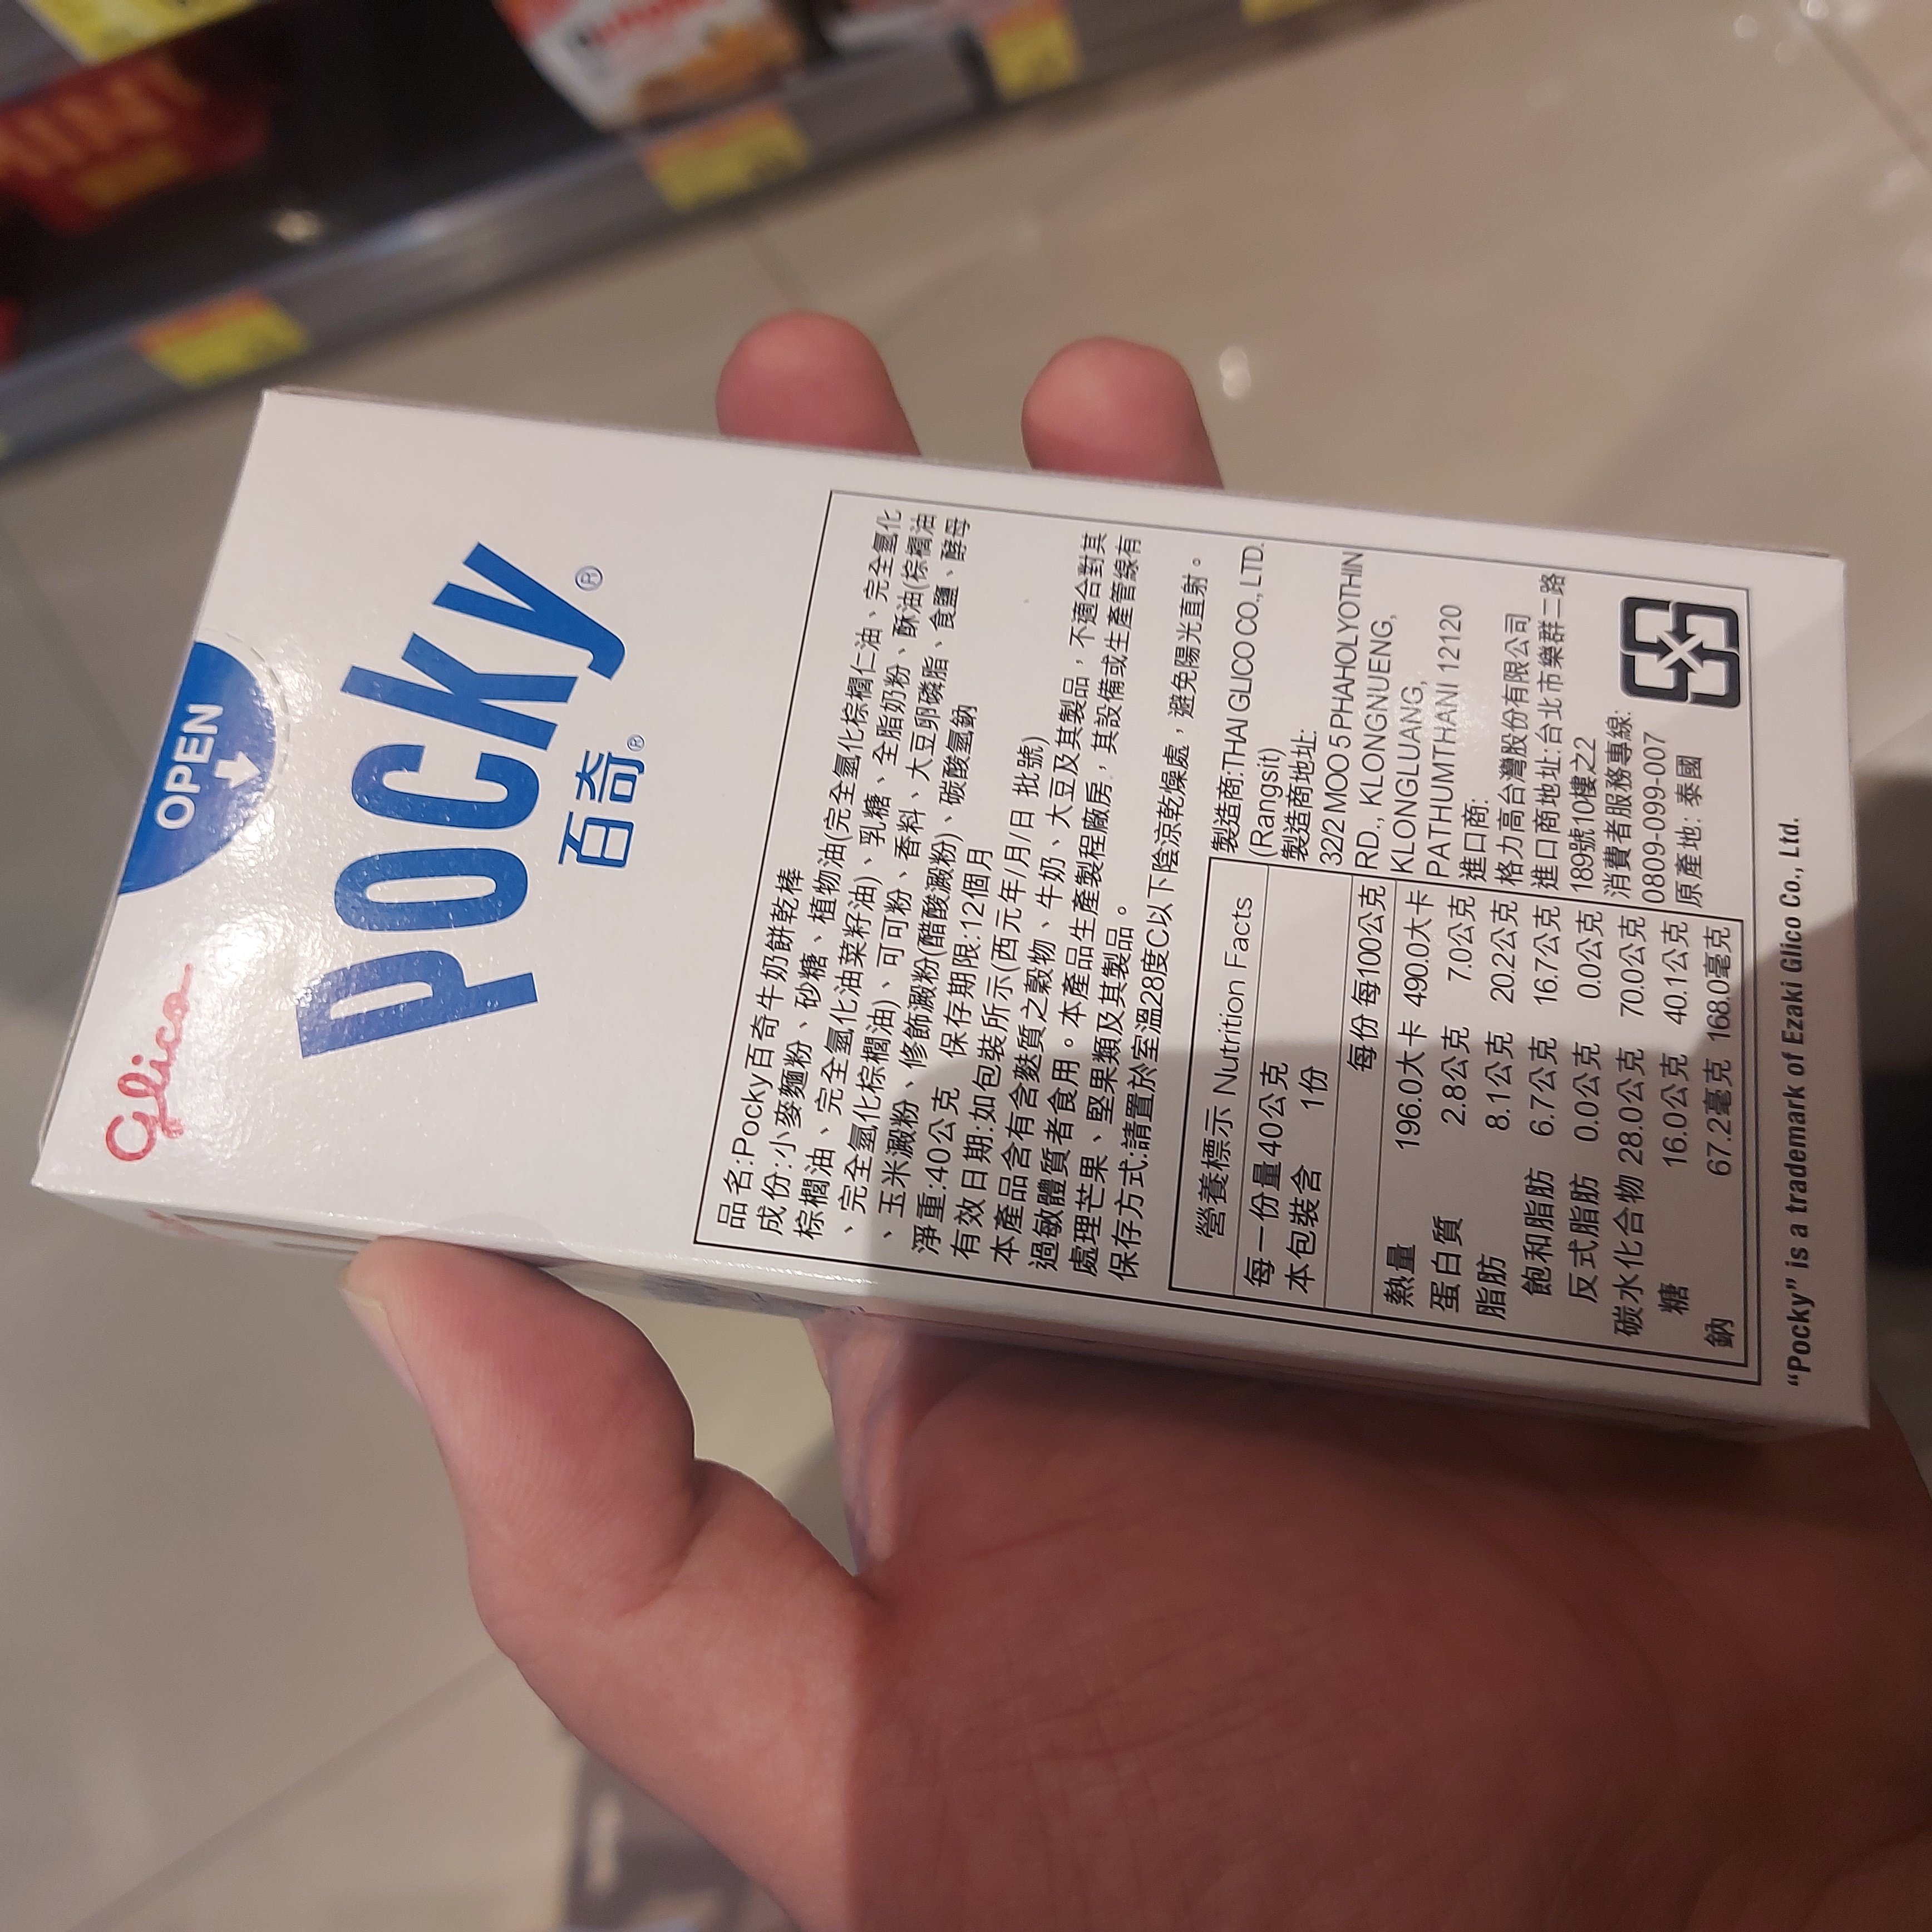 Glico
OPEN
Pocky®
百奇®
品名:Pocky百奇牛奶餅乾棒
成份:小麥麵粉、砂糖、植物油(完全氫化棕櫚仁油、完全氫化
棕櫚油、完全氫化油菜籽油)、乳糖、全脂奶粉、酥油(棕櫚油
、完全氫化棕櫚油)、可可粉、香料、大豆卵磷脂、食鹽、酵母
、玉米澱粉、修飾澱粉(醋酸澱粉)、碳酸氫鈉
淨重:40公克 保存期限:12個月
有效日期:如包裝所示(西元年/月/日 批號)
本產品含有含麩質之穀物、牛奶、大豆及其製品,不適合對其
過敏體質者食用。本產品生產製程廠房,其設備或生產管線有
處理芒果、堅果類及其製品。
保存方式:請置於室溫28度C以下陰涼乾燥處,避免陽光直射。
營養標示 Nutrition Facts
每一份量40公克
本包裝含 1份
每份 每100公克
熱量 196.0大卡 490.0大卡
蛋白質 2.8公克 7.0公克
脂肪 8.1公克 20.2公克
飽和脂肪 6.7公克 16.7公克
反式脂肪 0.0公克 0.0公克
碳水化合物 28.0公克 70.0公克
糖 16.0公克 40.1公克
鈉 67.2毫克 168.0毫克
製造商:THAI GLICO CO., LTD.
(Rangsit)
製造商地址:
32/2 MOO 5 PHAHOLYOTHIN
RD., KLONGNUENG,
KLONGLUANG,
PATHUMTHANI 12120
進口商:
格力高台灣股份有限公司
進口商地址:台北市樂群二路
189號10樓之2
消費者服務專線:
0809-099-007
原產地: 泰國
“Pocky” is a trademark of Ezaki Glico Co., Ltd.